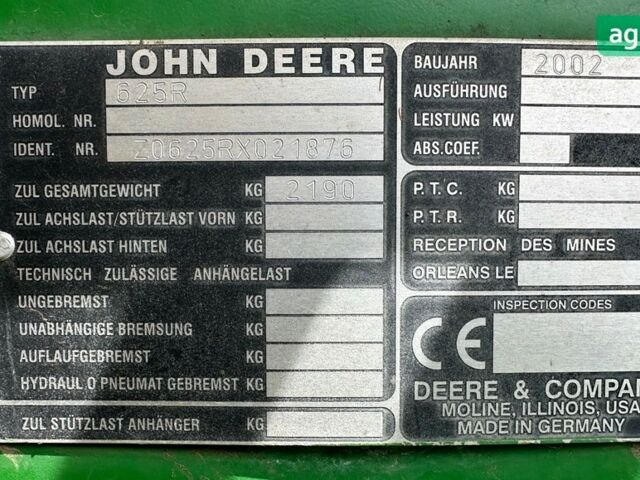 JOHN DEERE
TYP 625R
HOMOL. NR.
IDENT. NR. Z0625RX021876
ZUL GESAMTGEWICHT KG 2190
ZUL ACHSLAST/STÜTZLAST VORN KG
ZUL ACHSLAST HINTEN KG
TECHNISCH ZULÄSSIGE ANHÄNGELAST
UNGEBREMST KG
UNABHÄNGIGE BREMSUNG KG
AUFLAUFGEBREMST KG
HYDRAUL O PNEUMAT GEBREMST KG
ZUL STÜTZLAST ANHÄNGER KG
BAUJAHR 2002
AUSFÜHRUNG
LEISTUNG KW
ABS.COEF.
P.T.C. KG
P.T.R. KG
RECEPTION DES MINES
ORLEANS LE
INSPECTION CODES
CE
DEERE & COMPA
MOLINE, ILLINOIS, USA
MADE IN GERMANY
ag